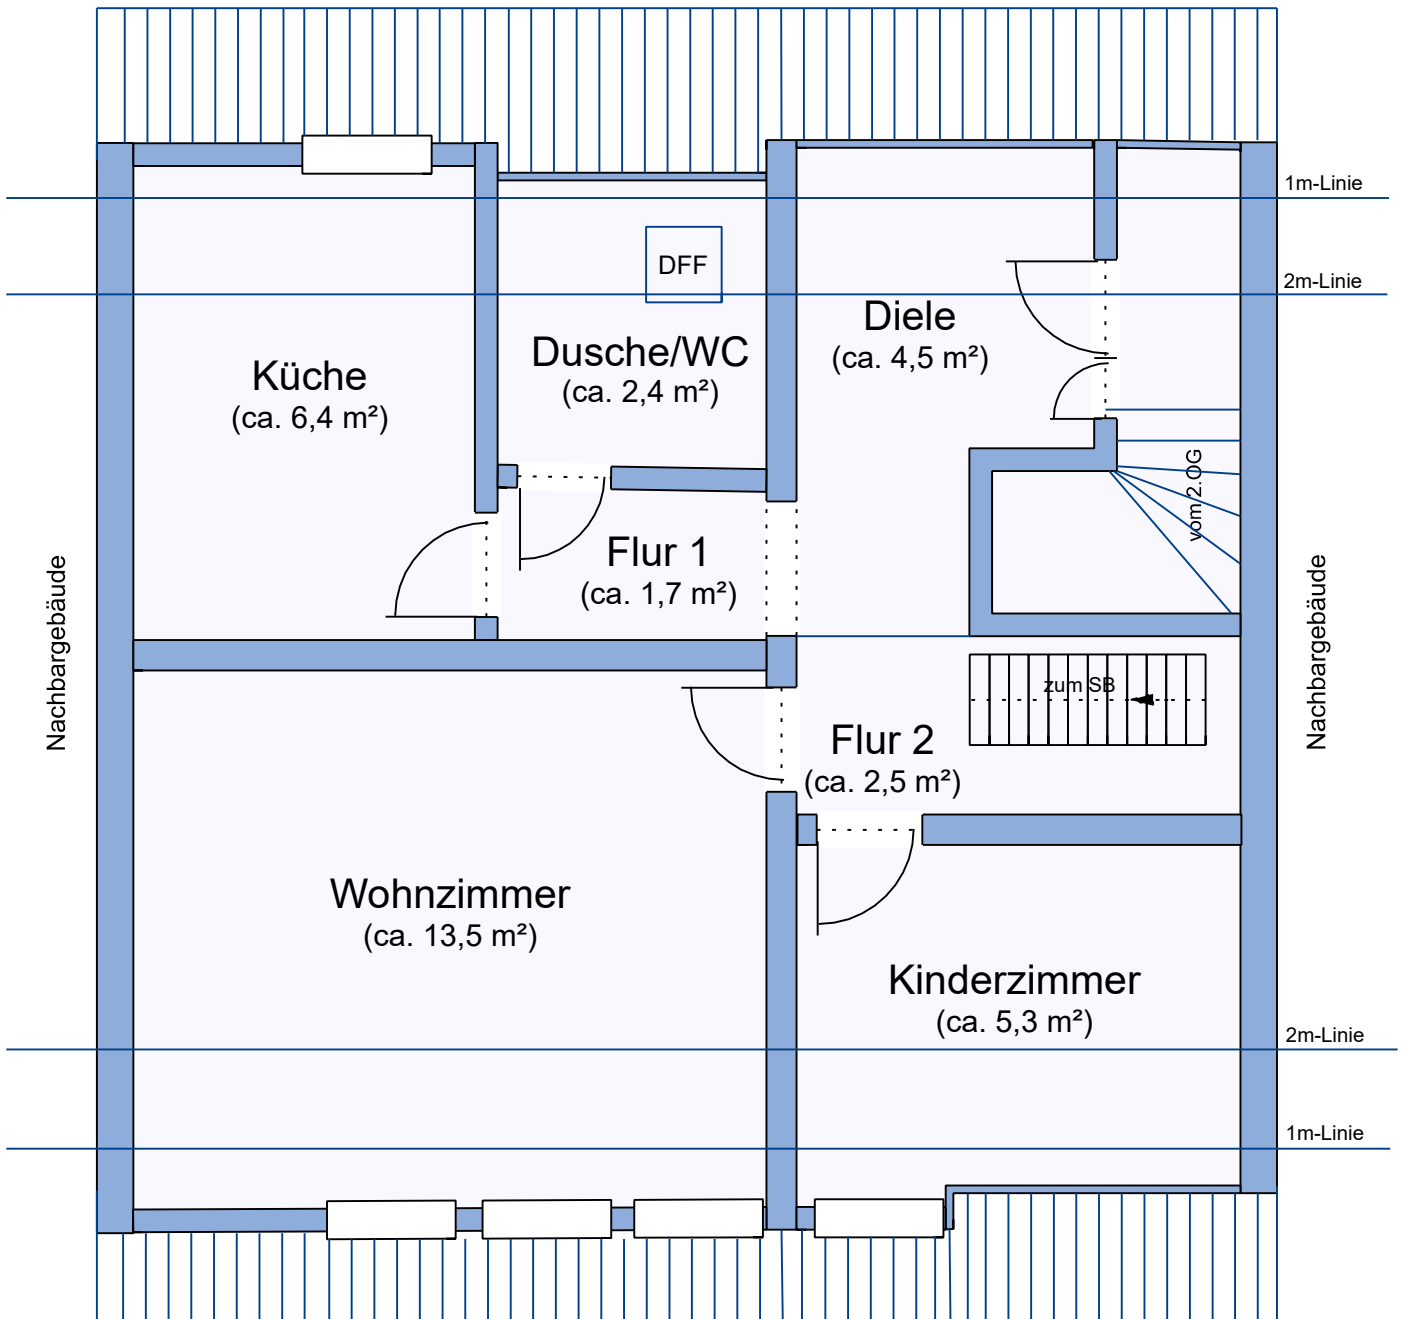 1m-Linie
DFF
2m-Linie
Diele
(ca. 4,5 m²)
Dusche/WC
(ca. 2,4 m²)
Küche
(ca. 6,4 m²)
vom 2.OG
Flur 1
(ca. 1,7 m²)
Nachbargebäude
Nachbargebäude
zum SB
Flur 2
(ca. 2,5 m²)
Wohnzimmer
(ca. 13,5 m²)
Kinderzimmer
(ca. 5,3 m²)
2m-Linie
1m-Linie